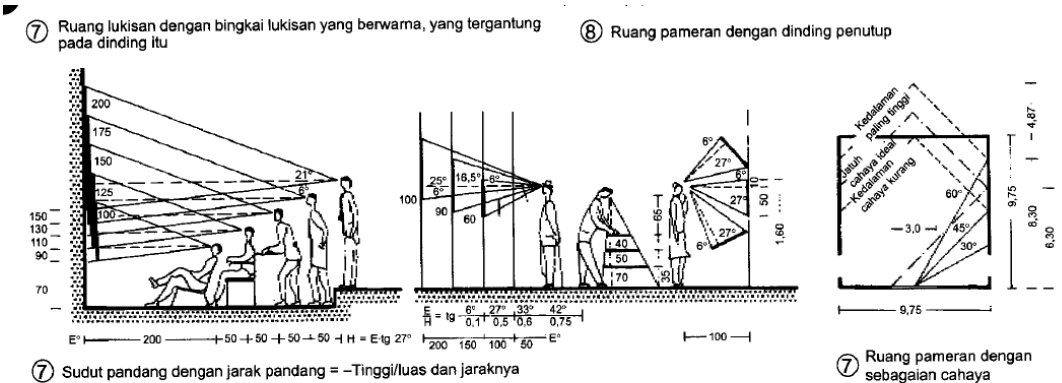 7 Ruang lukisan dengan bingkai lukisan yang berwarna, yang tergantung
pada dinding itu
8 Ruang pameran dengan dinding penutup
200
175
150
125
100
21°
6°
150
130
110
90
70
E° 200 50 50 50 50 H = E·tg 27°
100
25°
6°
90
16,5°
6°
60
40
50
70
65
35
6°
27°
6°
27°
27°
6°
10
50
1,60
E/H = tg 6° 27° 33° 42°
0,1 0,5 0,6 0,75
200 150 100 50 E°
100
Kedalaman
paling tinggi
Jatuh
cahaya ideal
Kedalaman
cahaya kurang
60°
45°
30°
3,0
9,75
4,87
9,75
8,30
6,30
7 Sudut pandang dengan jarak pandang = –Tinggi/luas dan jaraknya
7 Ruang pameran dengan
sebagaian cahaya